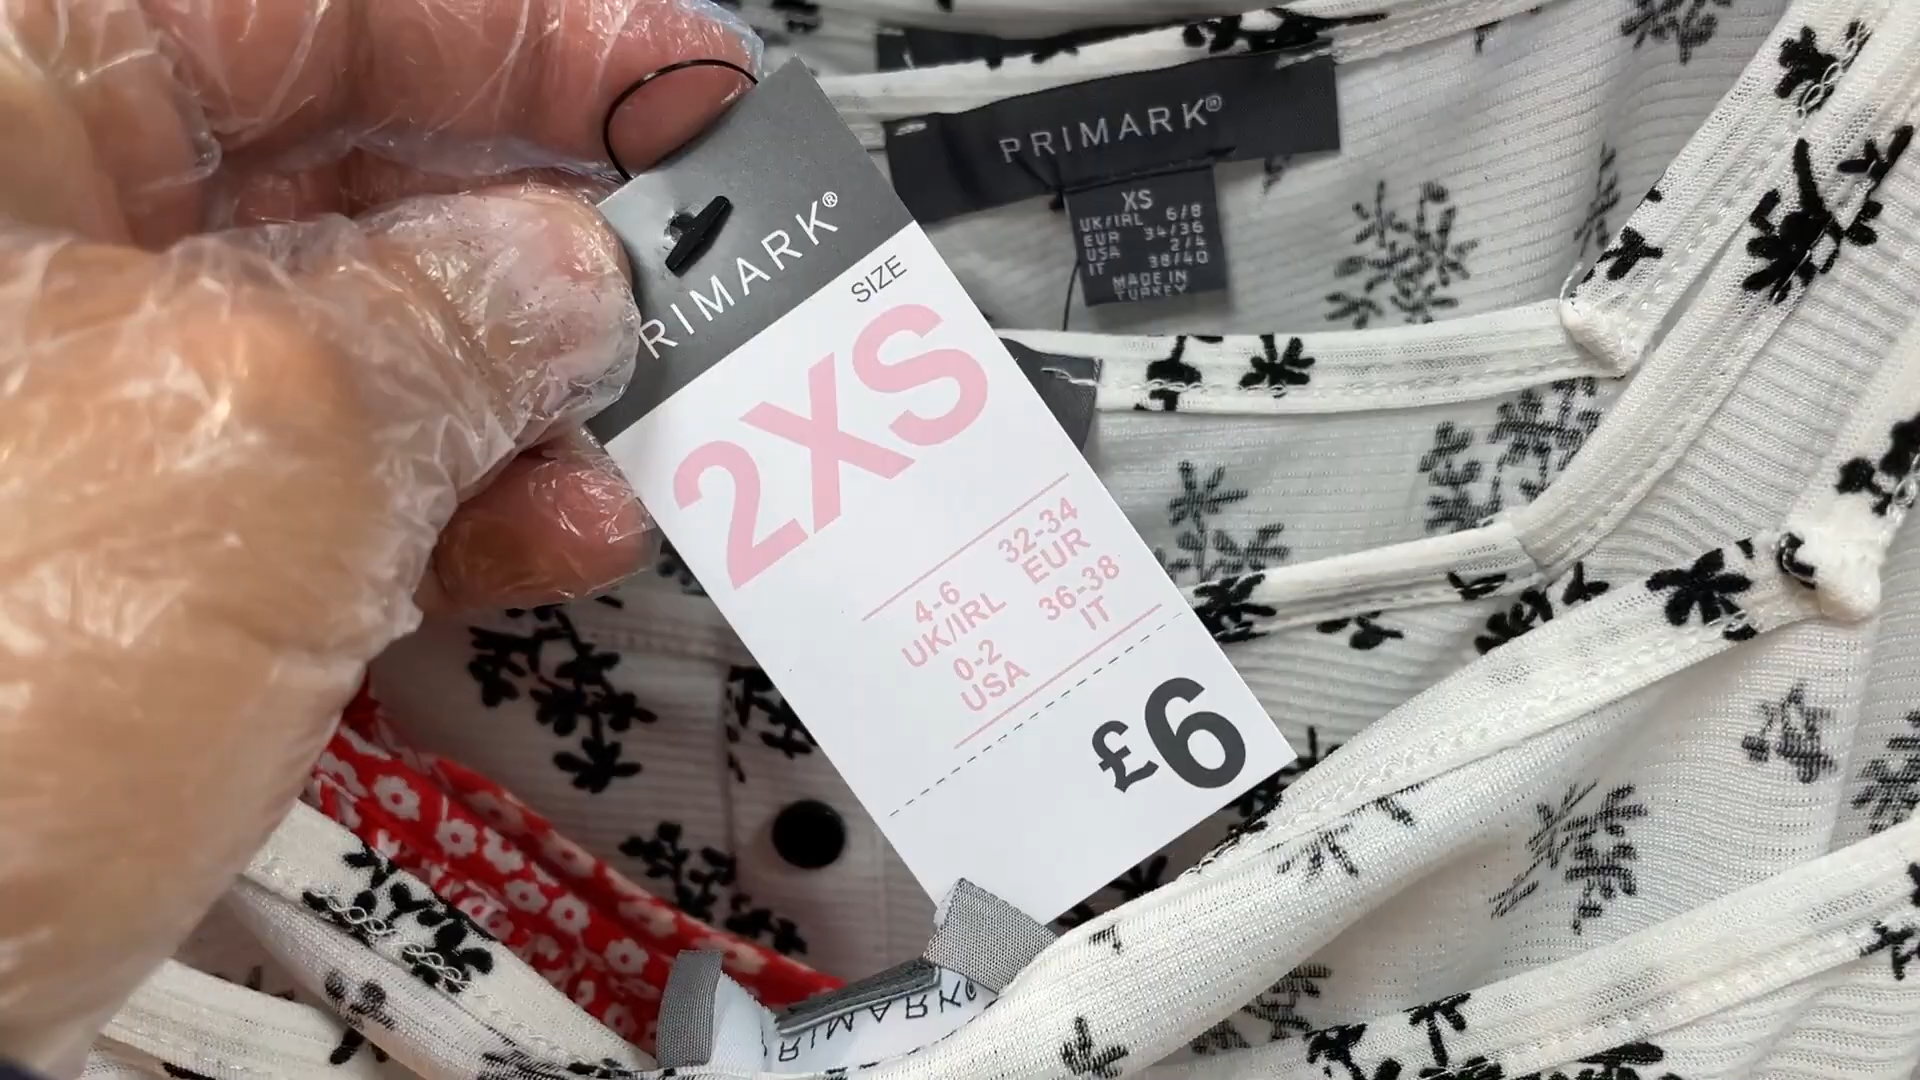 PRIMARK®
XS
UK/IRL 6/8
EUR 34/36
USA 2/4
IT 38/40
MADE IN
TURKEY
RIMARK®
SIZE
2XS
4-6
UK/IRL
32-34
EUR
0-2
USA
36-38
IT
£6
PRIMARK®